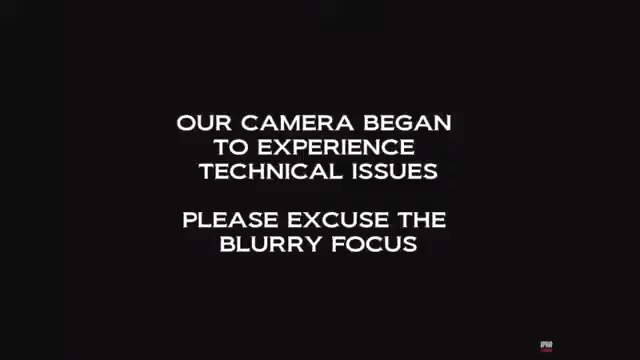 OUR CAMERA BEGAN
TO EXPERIENCE
TECHNICAL ISSUES
PLEASE EXCUSE THE
BLURRY FOCUS